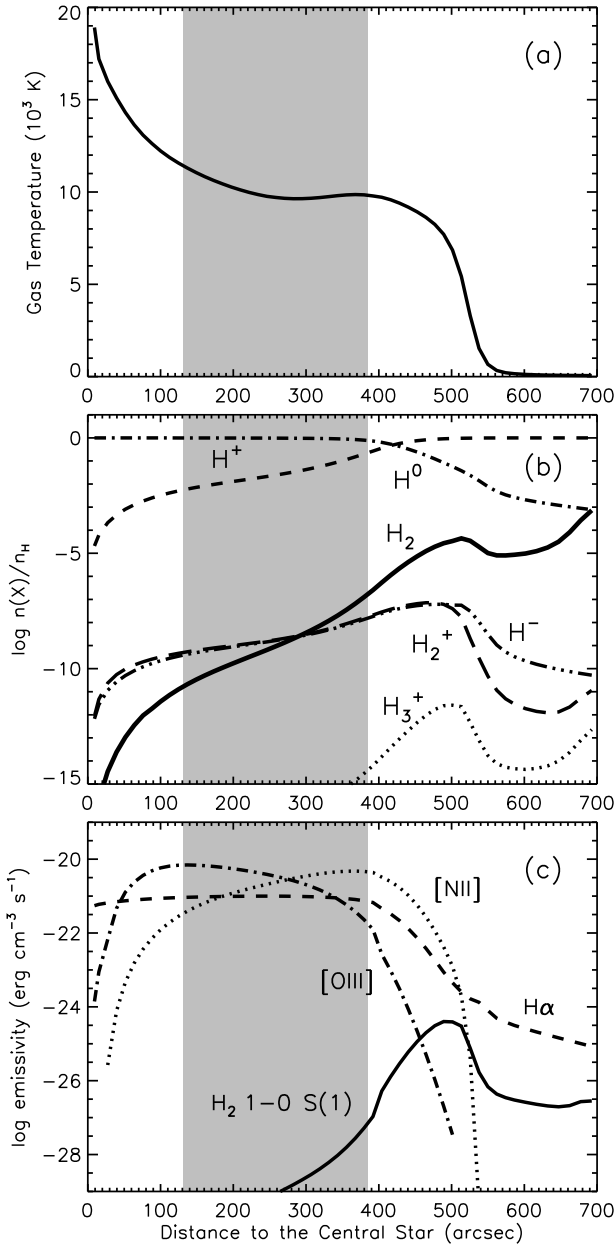 (a)
Gas Temperature (10³ K)
20
15
10
5
0
0 100 200 300 400 500 600 700
(b)
log n(X)/n_H
0
-5
-10
-15
H⁺
H⁰
H₂
H⁻
H₂⁺
H₃⁺
0 100 200 300 400 500 600 700
(c)
log emissivity (erg cm⁻³ s⁻¹)
-20
-22
-24
-26
-28
[NII]
[OIII]
Hα
H₂ 1-0 S(1)
0 100 200 300 400 500 600 700
Distance to the Central Star (arcsec)